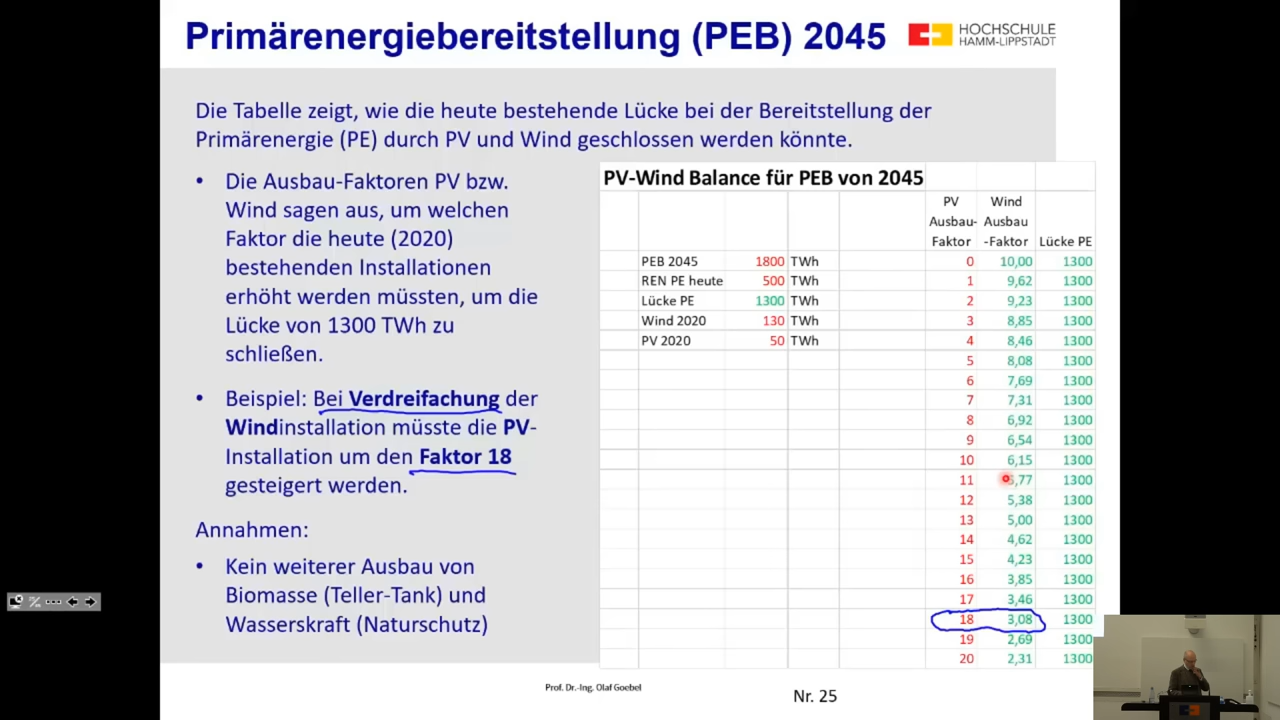 Primärenergiebereitstellung (PEB) 2045
HOCHSCHULE
HAMM-LIPPSTADT
Die Tabelle zeigt, wie die heute bestehende Lücke bei der Bereitstellung der
Primärenergie (PE) durch PV und Wind geschlossen werden könnte.
• Die Ausbau-Faktoren PV bzw.
Wind sagen aus, um welchen
Faktor die heute (2020)
bestehenden Installationen
erhöht werden müssten, um die
Lücke von 1300 TWh zu
schließen.
• Beispiel: Bei Verdreifachung der
Windinstallation müsste die PV-
Installation um den Faktor 18
gesteigert werden.
Annahmen:
• Kein weiterer Ausbau von
Biomasse (Teller-Tank) und
Wasserskraft (Naturschutz)
PV-Wind Balance für PEB von 2045
PV Wind
Ausbau- Ausbau
Faktor -Faktor Lücke PE
PEB 2045 1800 TWh 0 10,00 1300
REN PE heute 500 TWh 1 9,62 1300
Lücke PE 1300 TWh 2 9,23 1300
Wind 2020 130 TWh 3 8,85 1300
PV 2020 50 TWh 4 8,46 1300
5 8,08 1300
6 7,69 1300
7 7,31 1300
8 6,92 1300
9 6,54 1300
10 6,15 1300
11 ,77 1300
12 5,38 1300
13 5,00 1300
14 4,62 1300
15 4,23 1300
16 3,85 1300
17 3,46 1300
18 3,08 1300
19 2,69 1300
20 2,31 1300
Prof. Dr.-Ing. Olaf Goebel
Nr. 25